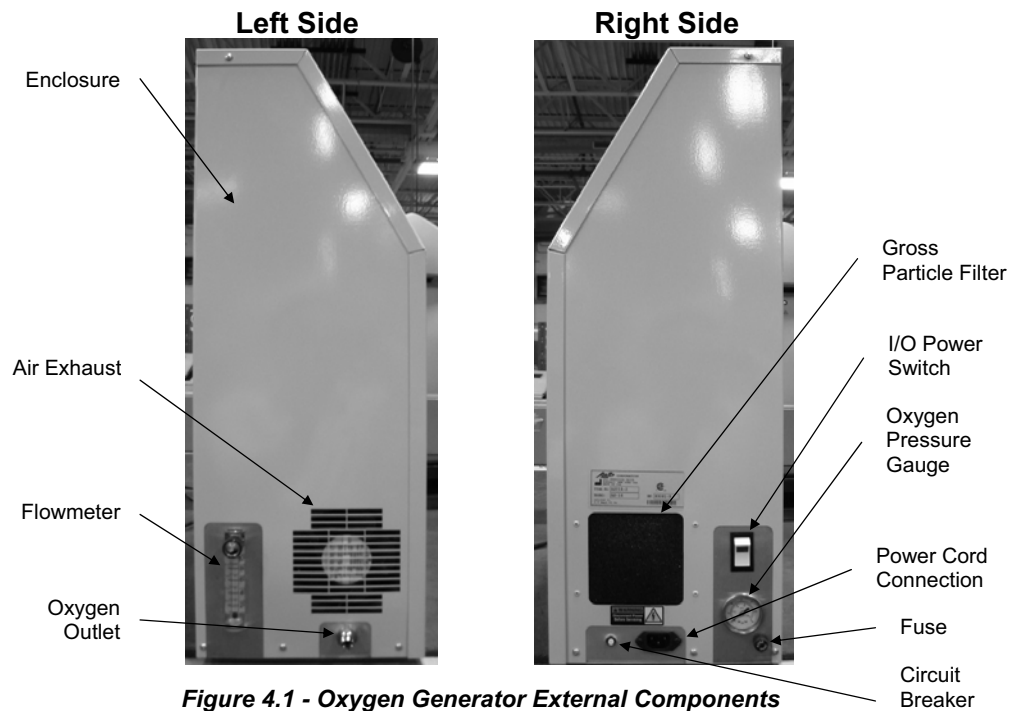 Left Side
Right Side
Enclosure
Air Exhaust
Flowmeter
Oxygen
Outlet
Gross
Particle Filter
I/O Power
Switch
Oxygen
Pressure
Gauge
Power Cord
Connection
Fuse
Circuit
Breaker
Figure 4.1 - Oxygen Generator External Components